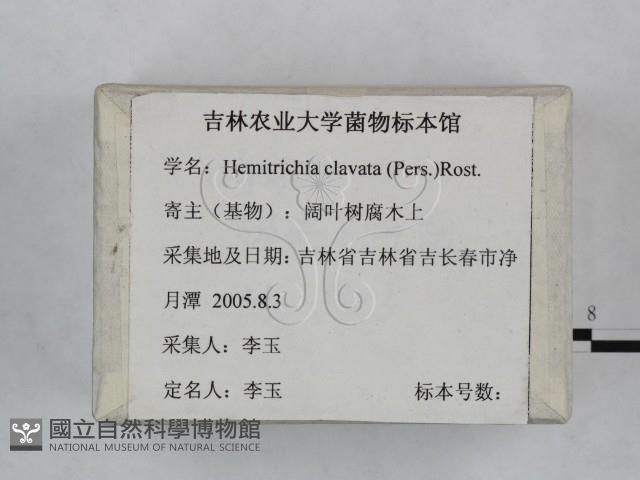 吉林农业大学菌物标本馆
学名：Hemitrichia clavata (Pers.)Rost.
寄主（基物）：阔叶树腐木上
采集地及日期：吉林省吉林省吉长春市净
月潭 2005.8.3
采集人：李玉
定名人：李玉 标本号数：
8
國立自然科學博物館
NATIONAL MUSEUM OF NATURAL SCIENCE